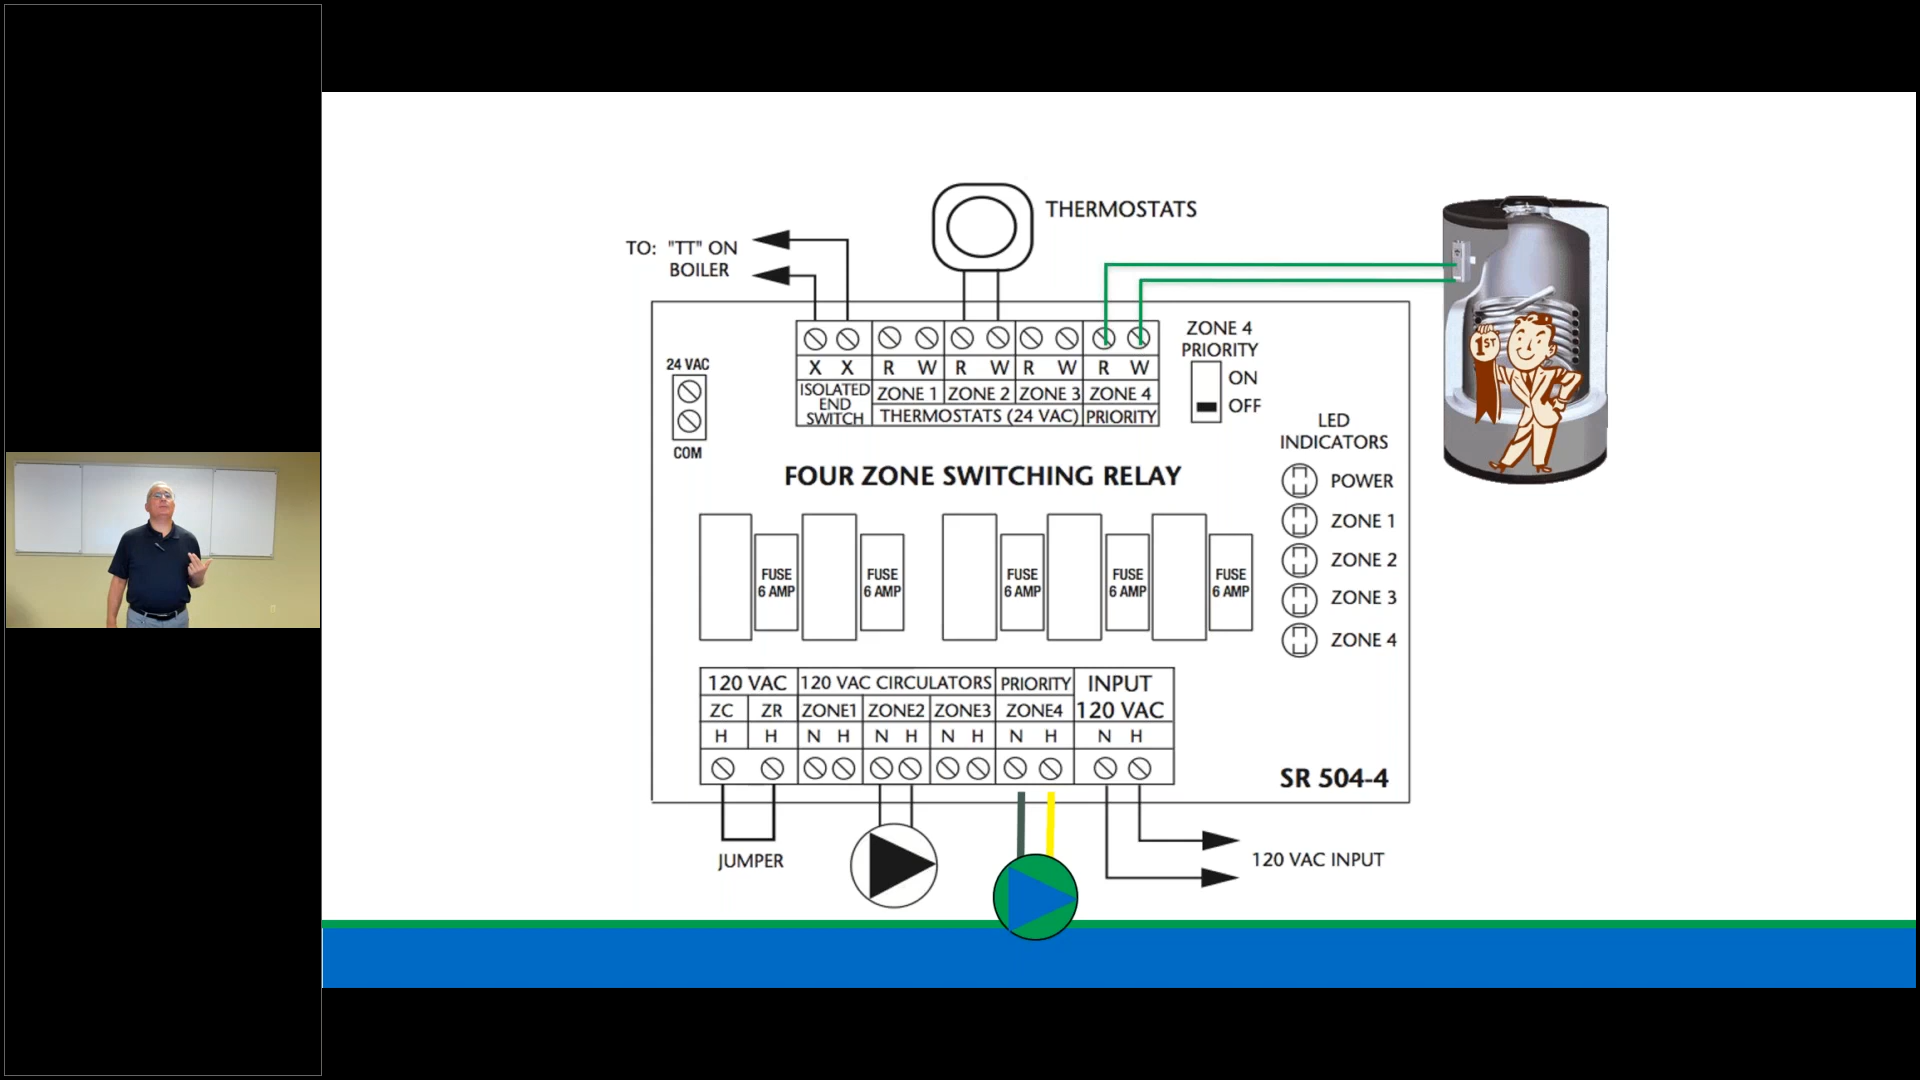 THERMOSTATS
TO: "TT" ON
BOILER
ZONE 4
PRIORITY
ON
OFF
24 VAC
COM
X X R W R W R W R W
ISOLATED
END
SWITCH
ZONE 1 ZONE 2 ZONE 3 ZONE 4
THERMOSTATS (24 VAC) PRIORITY
1ST
LED
INDICATORS
POWER
ZONE 1
ZONE 2
ZONE 3
ZONE 4
FOUR ZONE SWITCHING RELAY
FUSE
6 AMP
FUSE
6 AMP
FUSE
6 AMP
FUSE
6 AMP
FUSE
6 AMP
120 VAC 120 VAC CIRCULATORS PRIORITY INPUT
ZC ZR ZONE1 ZONE2 ZONE3 ZONE4 120 VAC
H H N H N H N H N H N H
SR 504-4
JUMPER
120 VAC INPUT